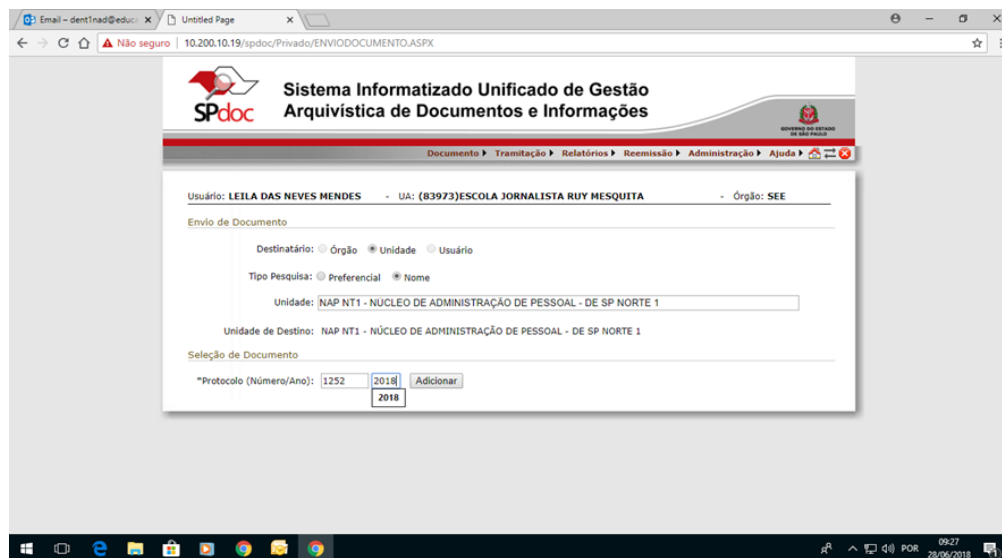 Email – dent1nad@educ
Untitled Page
Não seguro | 10.200.10.19/spdoc/Privado/ENVIODOCUMENTO.ASPX
SPdoc
Sistema Informatizado Unificado de Gestão
Arquivística de Documentos e Informações
GOVERNO DO ESTADO
DE SÃO PAULO
Documento Tramitação Relatórios Reemissão Administração Ajuda
Usuário: LEILA DAS NEVES MENDES - UA: (83973)ESCOLA JORNALISTA RUY MESQUITA - Órgão: SEE
Envio de Documento
Destinatário: Órgão Unidade Usuário
Tipo Pesquisa: Preferencial Nome
Unidade: NAP NT1 - NÚCLEO DE ADMINISTRAÇÃO DE PESSOAL - DE SP NORTE 1
Unidade de Destino: NAP NT1 - NÚCLEO DE ADMINISTRAÇÃO DE PESSOAL - DE SP NORTE 1
Seleção de Documento
*Protocolo (Número/Ano): 1252 2018 Adicionar
2018
POR
09:27
28/06/2018